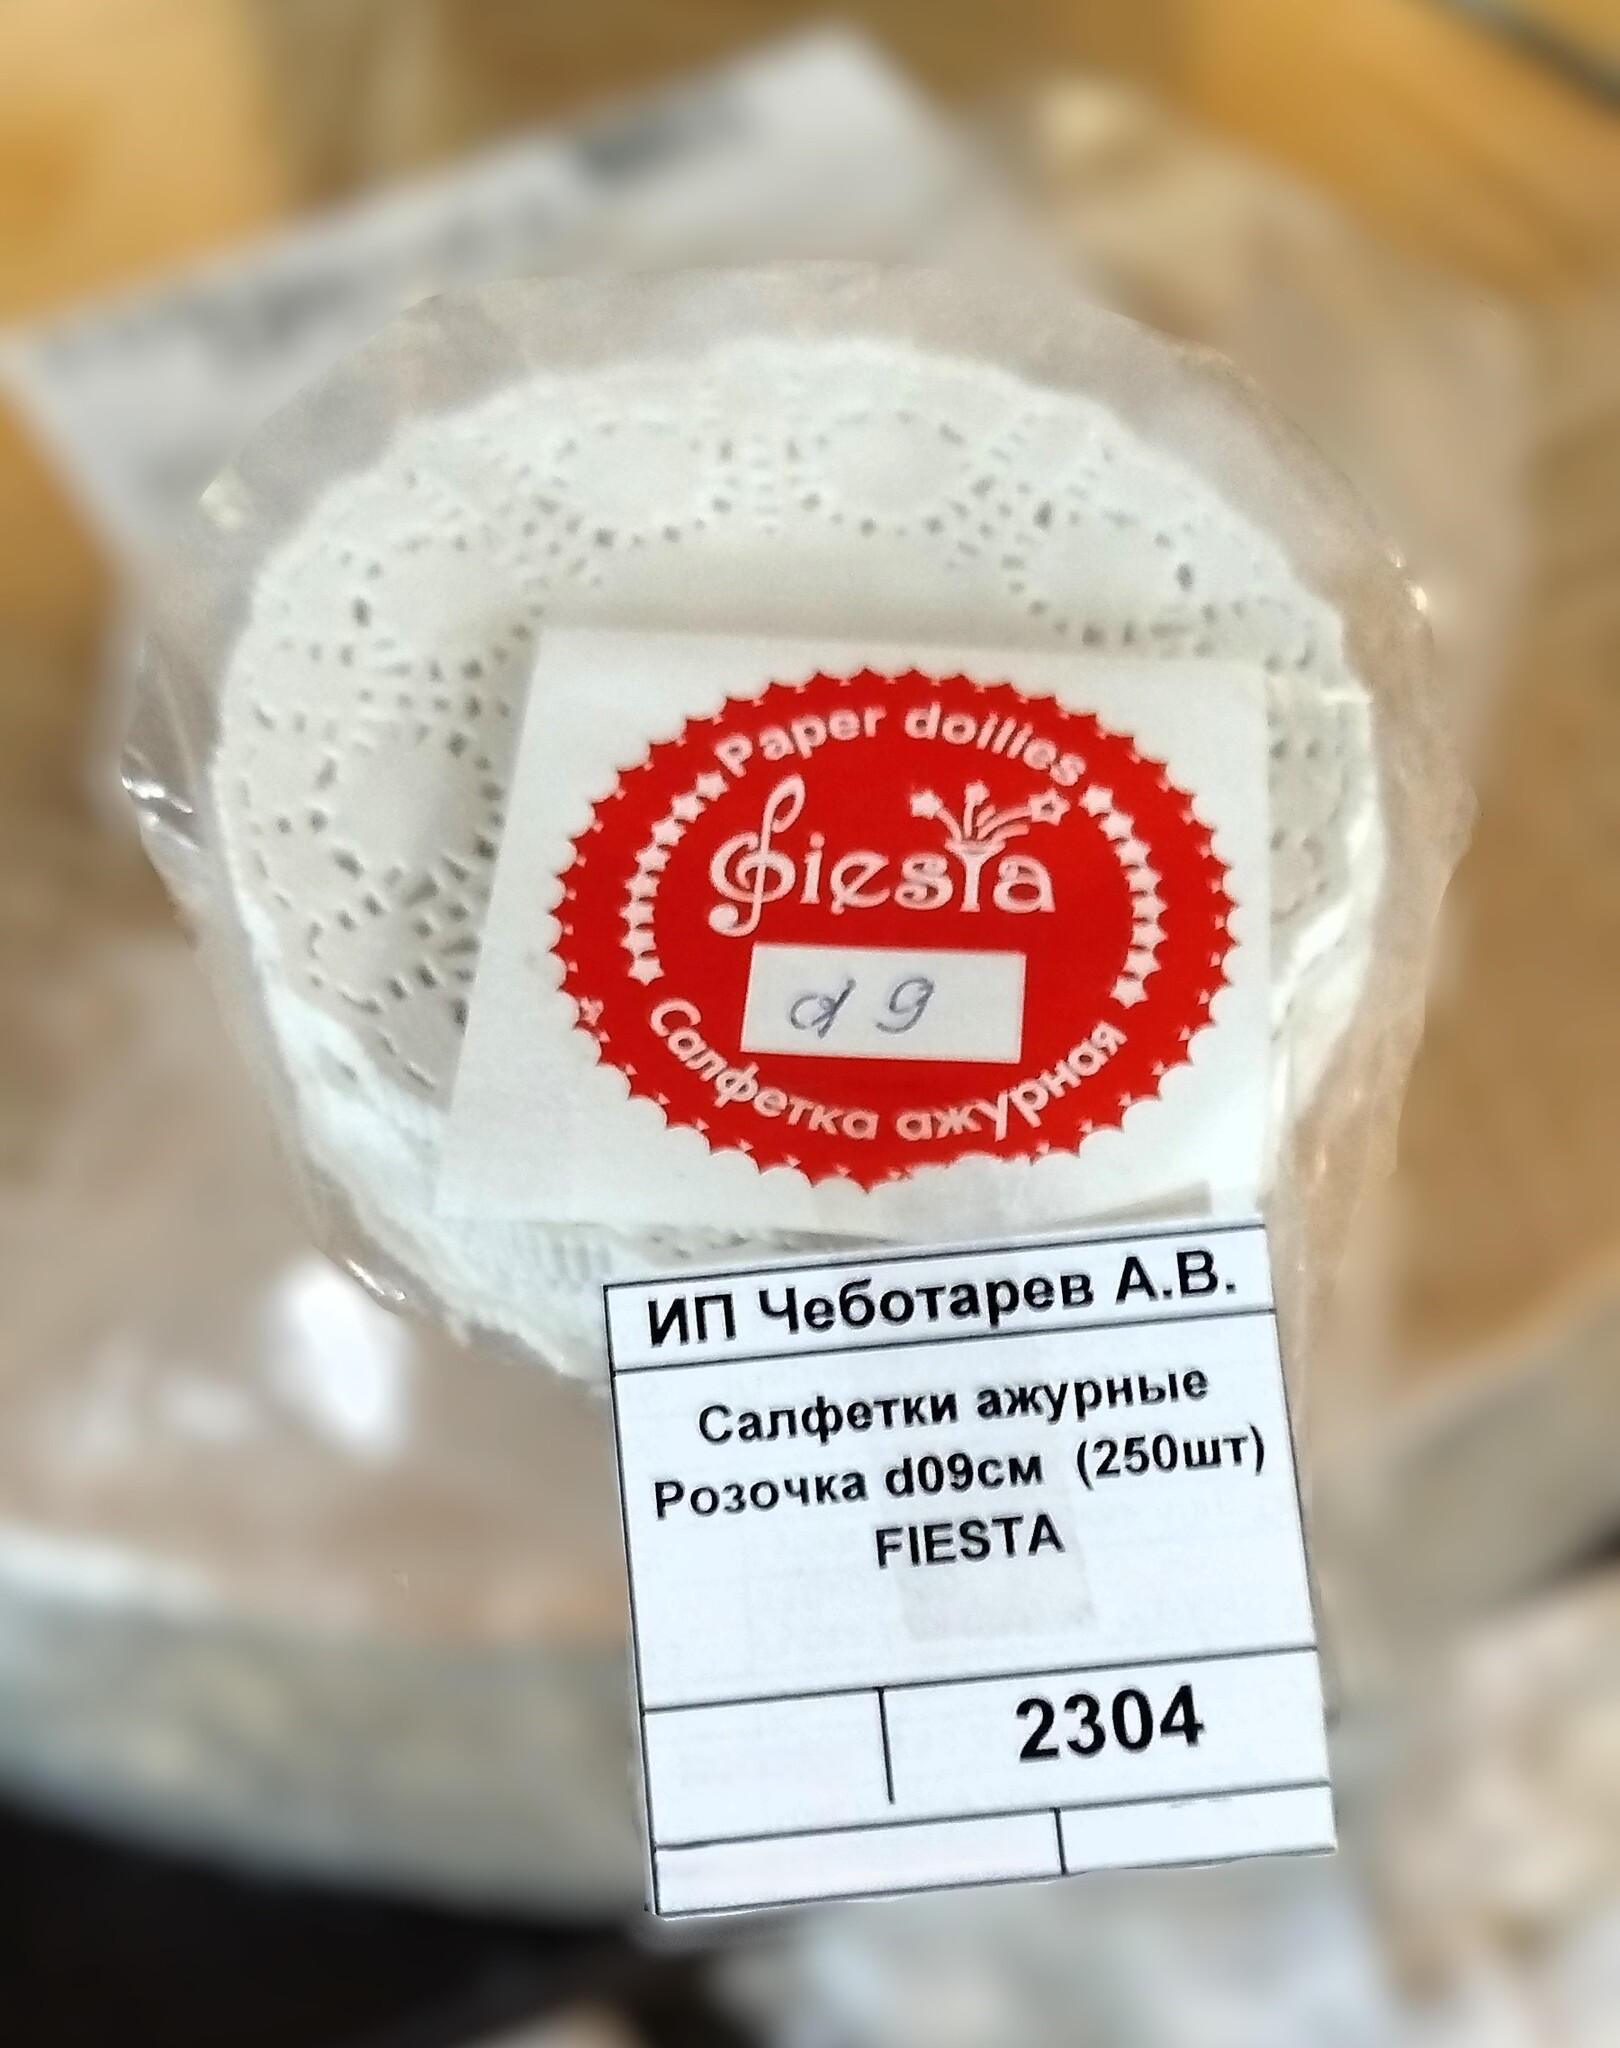 Paper doilies
Fiesta
d 9
Салфетка ажурная
ИП Чеботарев А.В.
Салфетки ажурные
Розочка d09см (250шт)
FIESTA
2304